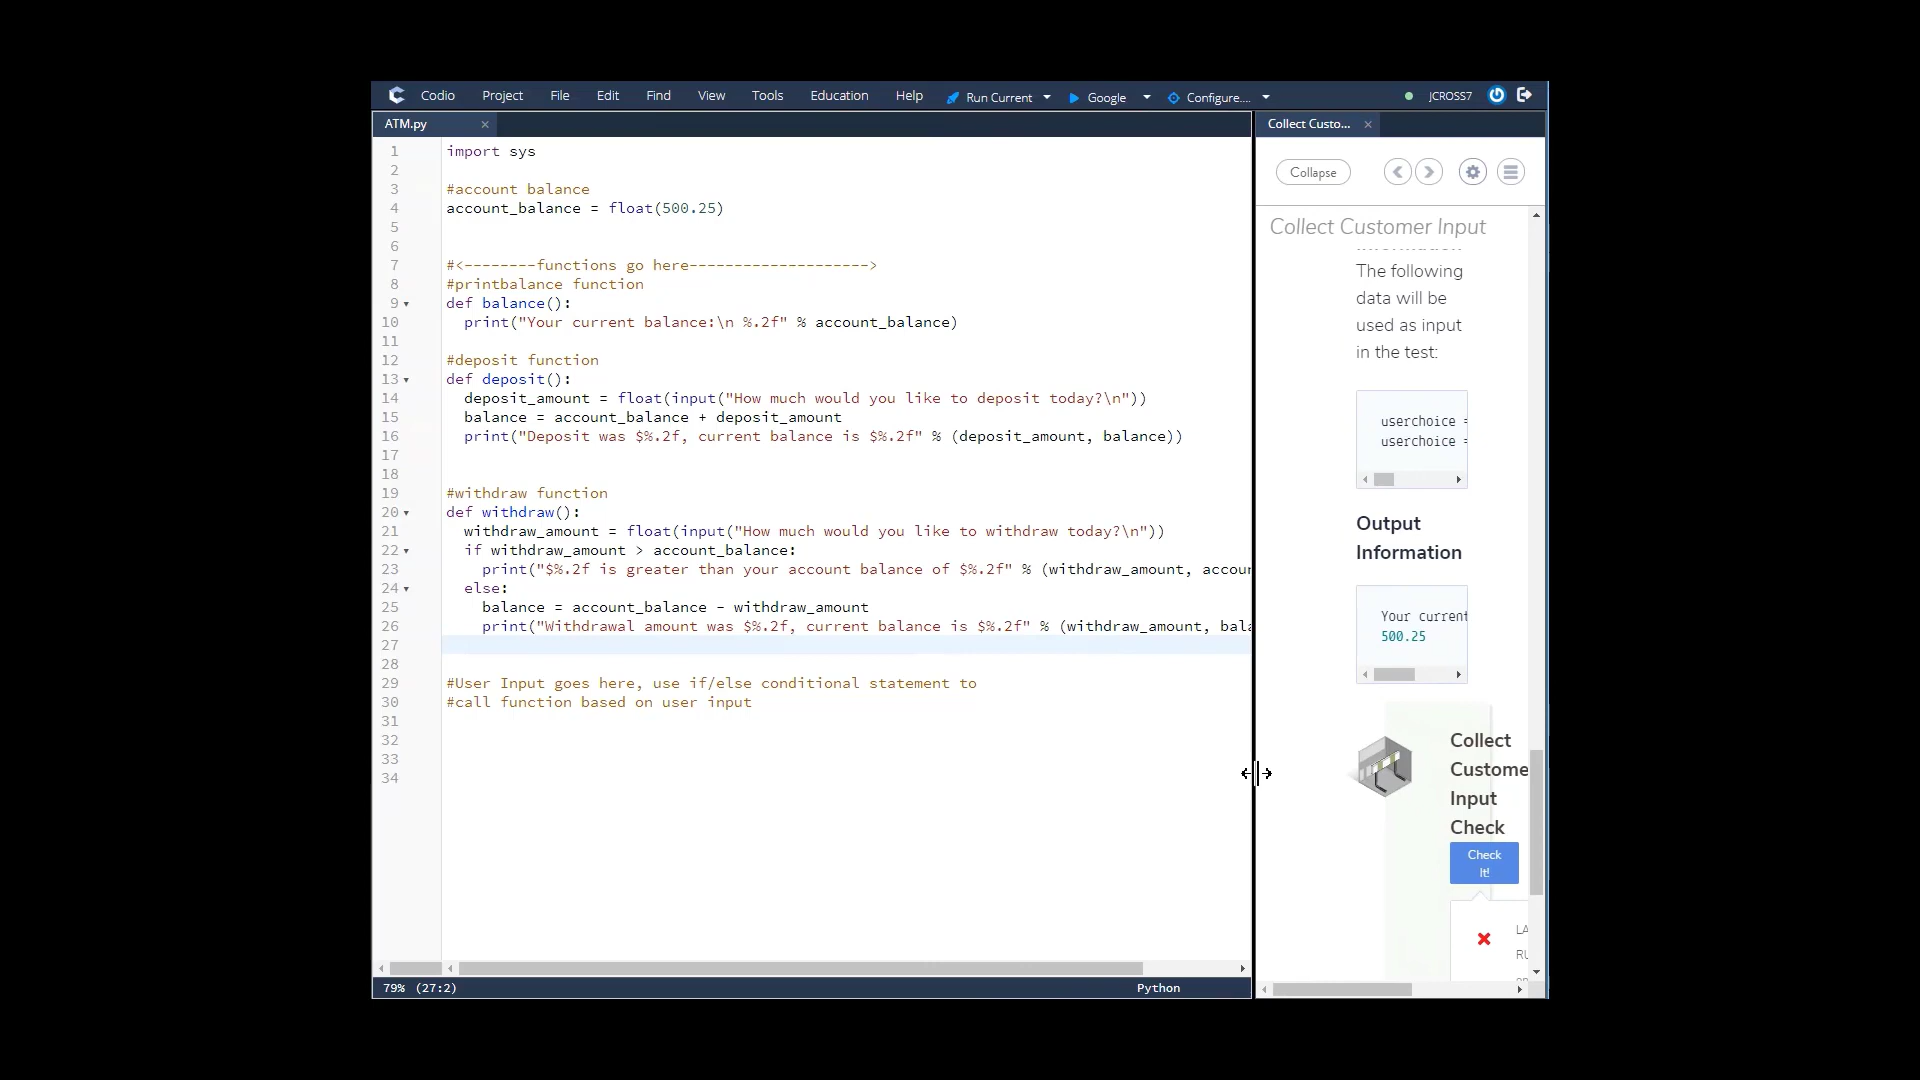 Codio Project File Edit Find View Tools Education Help Run Current Google Configure.... JCROSS7
ATM.py
1 import sys
2
3 #account balance
4 account_balance = float(500.25)
5
6
7 #<--------functions go here-------------------->
8 #printbalance function
9 def balance():
10 print("Your current balance:\n %.2f" % account_balance)
11
12 #deposit function
13 def deposit():
14 deposit_amount = float(input("How much would you like to deposit today?\n"))
15 balance = account_balance + deposit_amount
16 print("Deposit was $%.2f, current balance is $%.2f" % (deposit_amount, balance))
17
18
19 #withdraw function
20 def withdraw():
21 withdraw_amount = float(input("How much would you like to withdraw today?\n"))
22 if withdraw_amount > account_balance:
23 print("$%.2f is greater than your account balance of $%.2f" % (withdraw_amount, accour
24 else:
25 balance = account_balance - withdraw_amount
26 print("Withdrawal amount was $%.2f, current balance is $%.2f" % (withdraw_amount, bala
27
28
29 #User Input goes here, use if/else conditional statement to
30 #call function based on user input
31
32
33
34
79% (27:2) Python
Collect Custo...
Collapse
Collect Customer Input
The following
data will be
used as input
in the test:
userchoice =
userchoice =
Output
Information
Your current
500.25
Collect
Custome
Input
Check
Check
It!
LA
RU